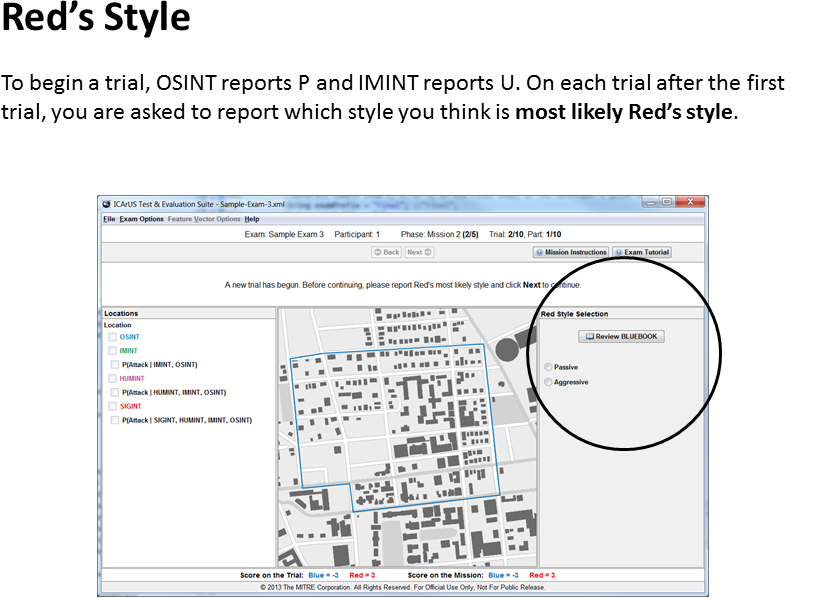 Red's Style
To begin a trial, OSINT reports P and IMINT reports U. On each trial after the first
trial, you are asked to report which style you think is most likely Red's style.
ICArUS Test & Evaluation Suite - Sample-Exam-3.xml
File Exam Options Feature Vector Options Help
Exam: Sample Exam 3 Participant: 1 Phase: Mission 2 (2/5) Trial: 2/10, Part: 1/10
Back Next Mission Instructions Exam Tutorial
A new trial has begun. Before continuing, please report Red's most likely style and click Next to continue.
Locations
Red Style Selection
Location
OSINT
Review BLUEBOOK
IMINT
P(Attack | IMINT, OSINT)
Passive
HUMINT
Aggressive
P(Attack | HUMINT, IMINT, OSINT)
SIGINT
P(Attack | SIGINT, HUMINT, IMINT, OSINT)
Score on the Trial: Blue = -3 Red = 3 Score on the Mission: Blue = -3 Red = 3
© 2013 The MITRE Corporation. All Rights Reserved. For Official Use Only, Not For Public Release.